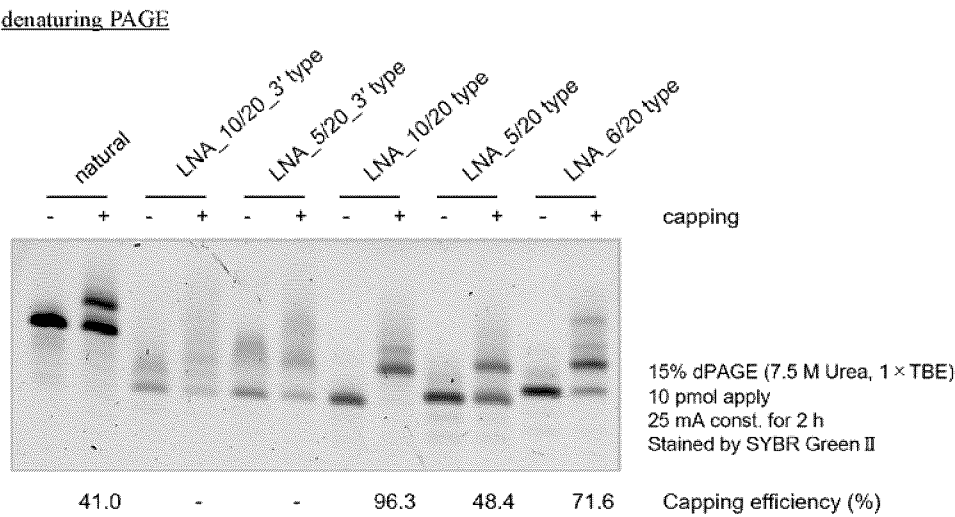 denaturing PAGE
natural
LNA_10/20_3' type
LNA_5/20_3' type
LNA_10/20 type
LNA_5/20 type
LNA_6/20 type
- + - + - + - + - + - + capping
15% dPAGE (7.5 M Urea, 1×TBE)
10 pmol apply
25 mA const. for 2 h
Stained by SYBR Green Ⅱ
41.0 - - 96.3 48.4 71.6 Capping efficiency (%)